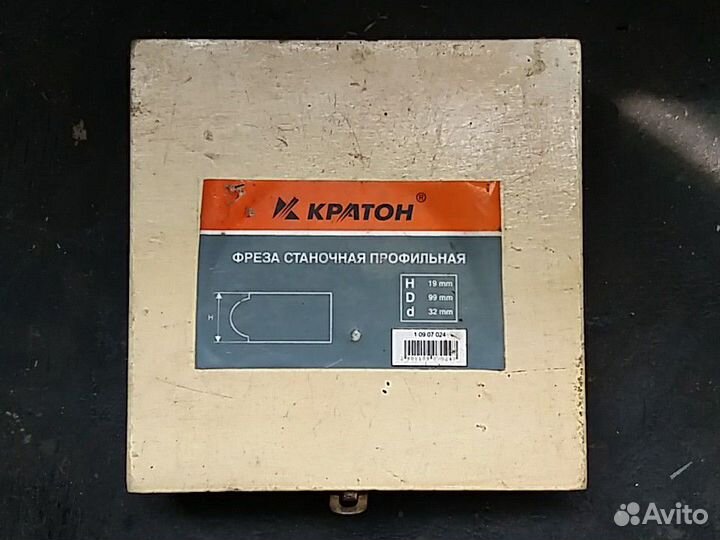 КРАТОН®
ФРЕЗА СТАНОЧНАЯ ПРОФИЛЬНАЯ
H 19 mm
D 99 mm
d 32 mm
H
1 09 07 024
Avito